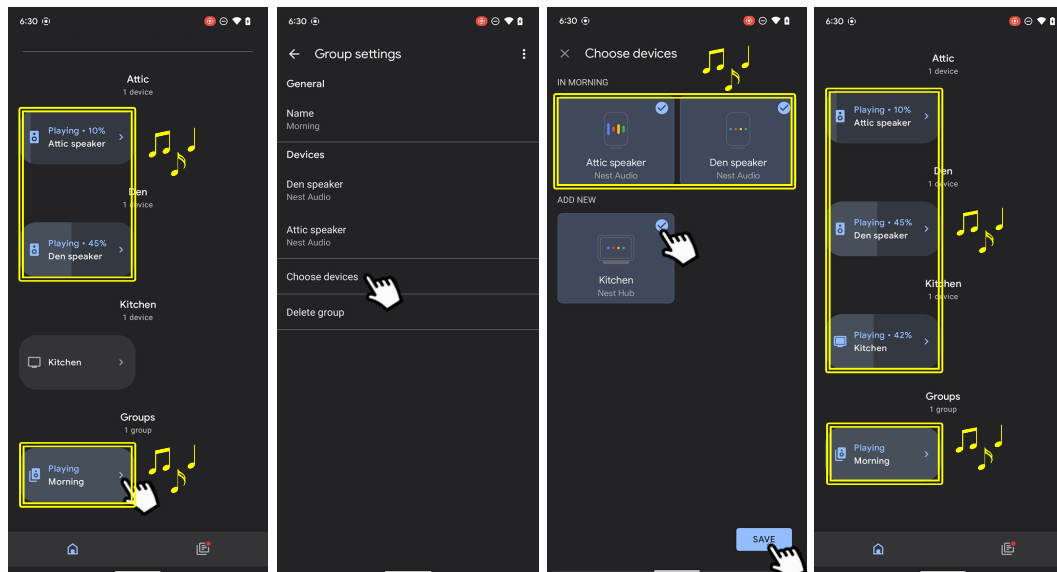 6:30
Attic
1 device
Playing • 10%
Attic speaker
Den
1 device
Playing • 45%
Den speaker
Kitchen
1 device
Kitchen
Groups
1 group
Playing
Morning
6:30
Group settings
General
Name
Morning
Devices
Den speaker
Nest Audio
Attic speaker
Nest Audio
Choose devices
Delete group
6:30
Choose devices
IN MORNING
Attic speaker
Nest Audio
Den speaker
Nest Audio
ADD NEW
Kitchen
Nest Hub
SAVE
6:30
Attic
1 device
Playing • 10%
Attic speaker
Den
1 device
Playing • 45%
Den speaker
Kitchen
1 device
Playing • 42%
Kitchen
Groups
1 group
Playing
Morning